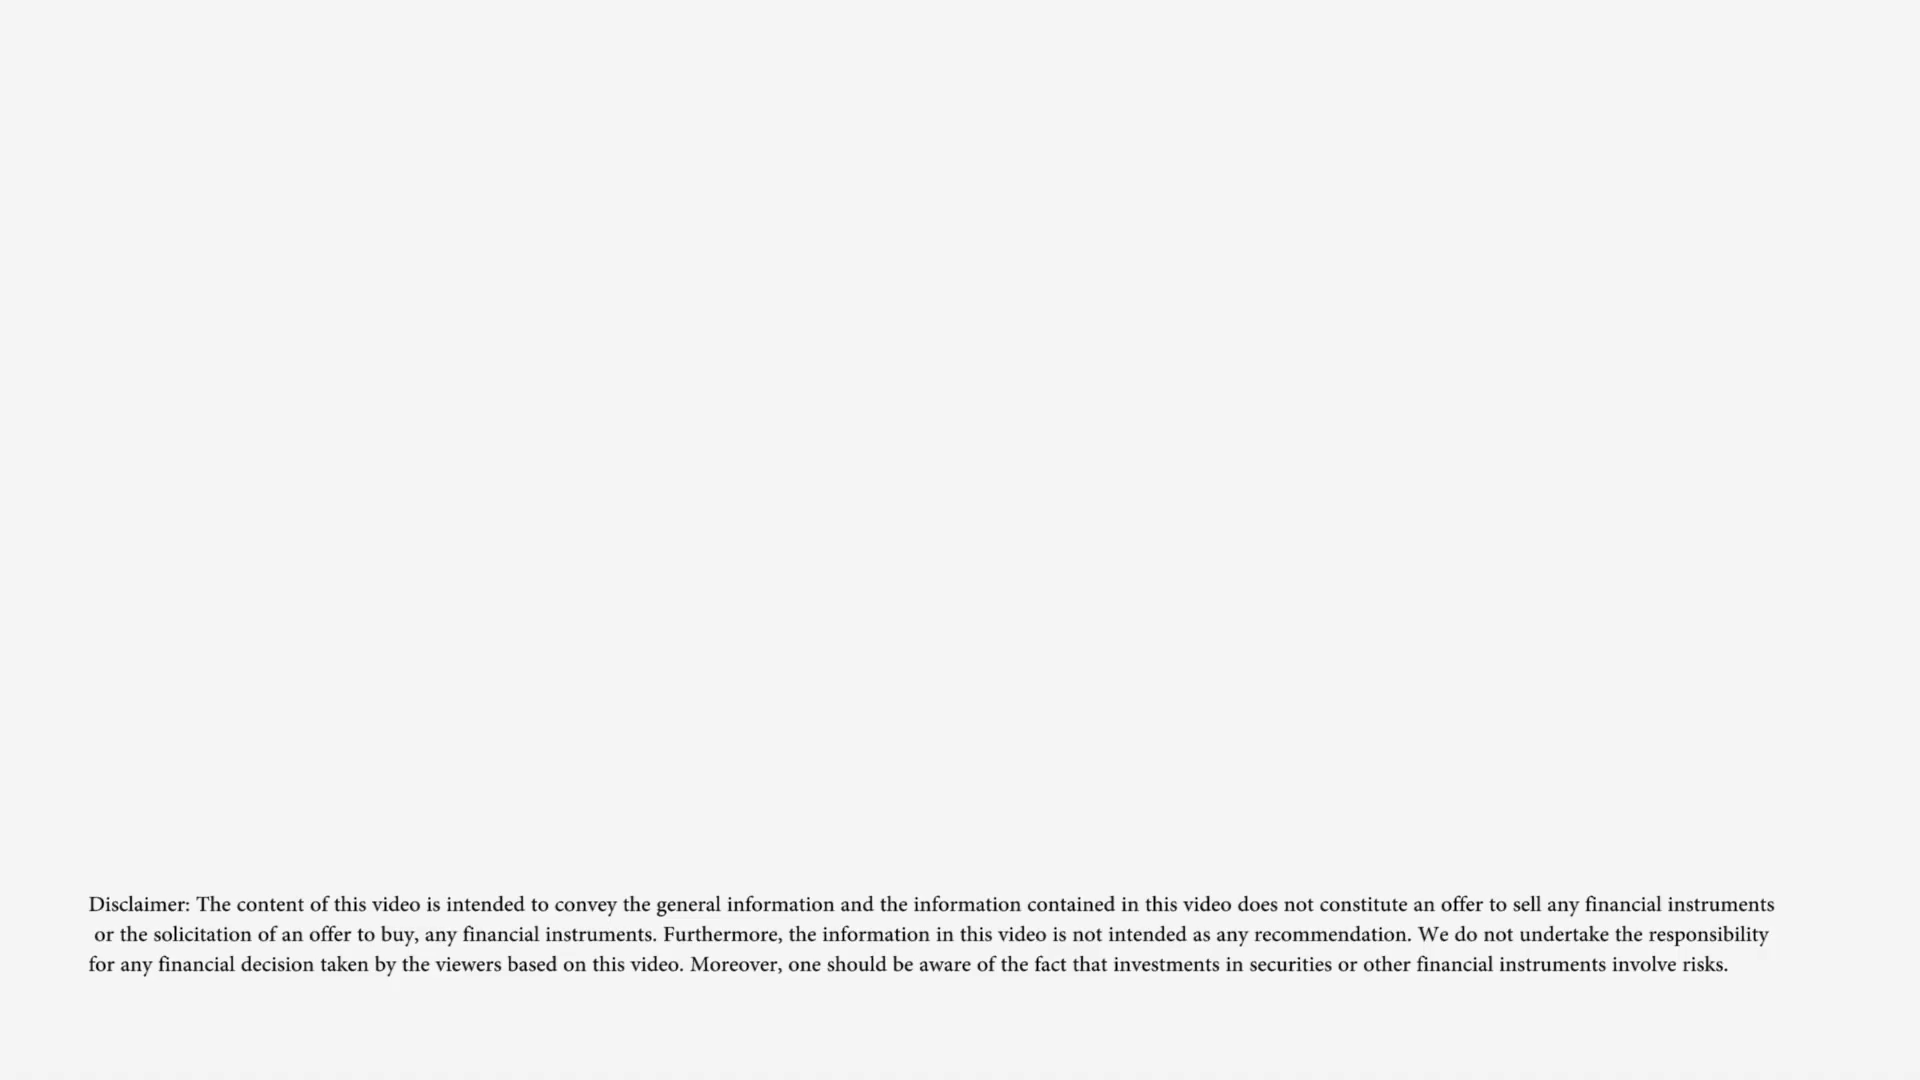 Disclaimer: The content of this video is intended to convey the general information and the information contained in this video does not constitute an offer to sell any financial instruments
or the solicitation of an offer to buy, any financial instruments. Furthermore, the information in this video is not intended as any recommendation. We do not undertake the responsibility
for any financial decision taken by the viewers based on this video. Moreover, one should be aware of the fact that investments in securities or other financial instruments involve risks.